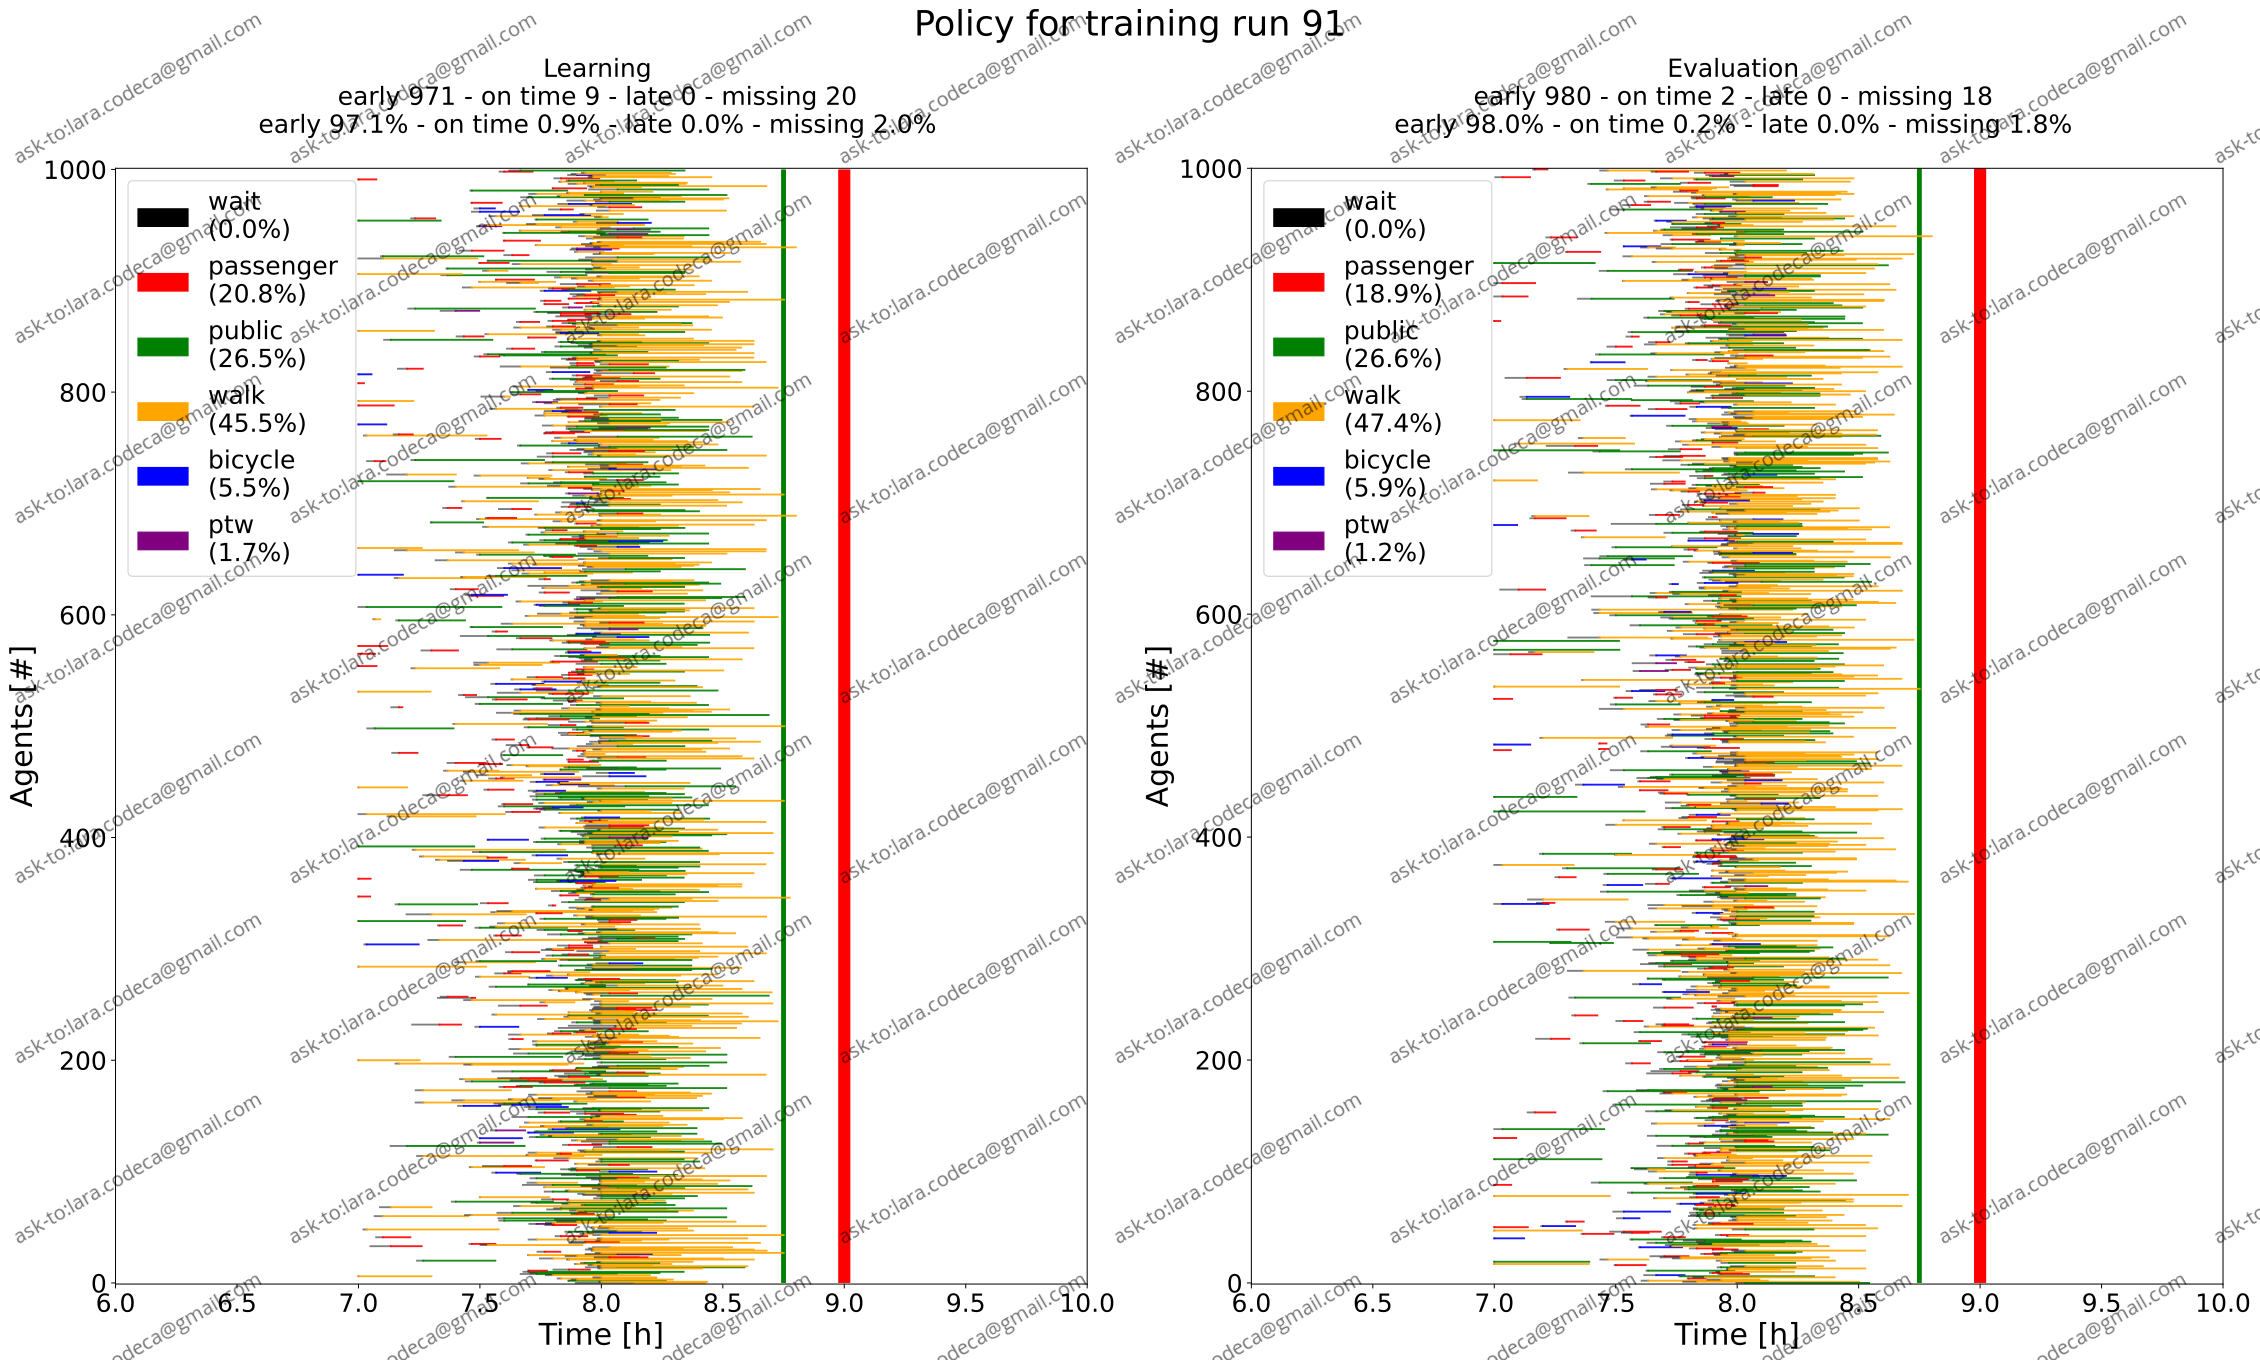 Policy for training run 91
Learning
early 971 - on time 9 - late 0 - missing 20
early 97.1% - on time 0.9% - late 0.0% - missing 2.0%
1000
800
600
400
200
0
Agents [#]
wait
(0.0%)
passenger
(20.8%)
public
(26.5%)
walk
(45.5%)
bicycle
(5.5%)
ptw
(1.7%)
6.0 6.5 7.0 7.5 8.0 8.5 9.0 9.5 10.0
Time [h]
Evaluation
early 980 - on time 2 - late 0 - missing 18
early 98.0% - on time 0.2% - late 0.0% - missing 1.8%
1000
800
600
400
200
0
Agents [#]
wait
(0.0%)
passenger
(18.9%)
public
(26.6%)
walk
(47.4%)
bicycle
(5.9%)
ptw
(1.2%)
6.0 6.5 7.0 7.5 8.0 8.5 9.0 9.5 10.0
Time [h]
ask-to:lara.codeca@gmail.com